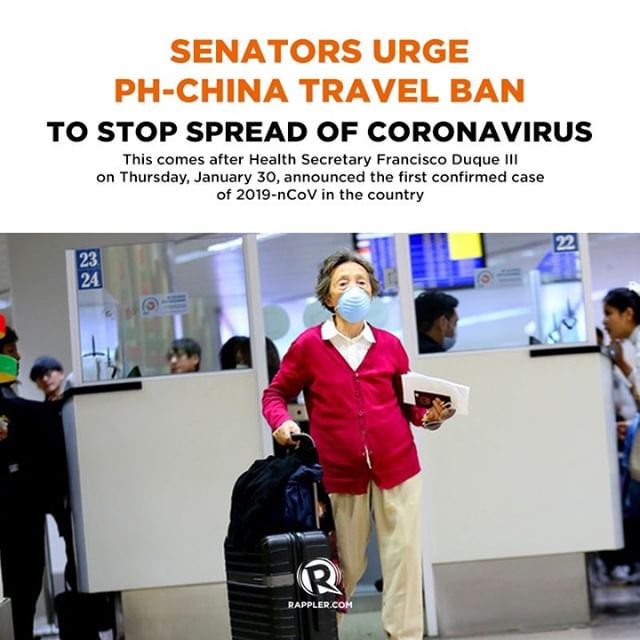 SENATORS URGE
PH-CHINA TRAVEL BAN
TO STOP SPREAD OF CORONAVIRUS
This comes after Health Secretary Francisco Duque III
on Thursday, January 30, announced the first confirmed case
of 2019-nCoV in the country
23
24
22
R
RAPPLER.COM